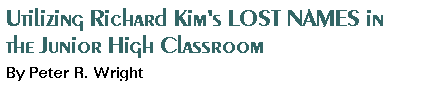 Utilizing Richard Kim's LOST NAMES in
the Junior High Classroom
By Peter R. Wright